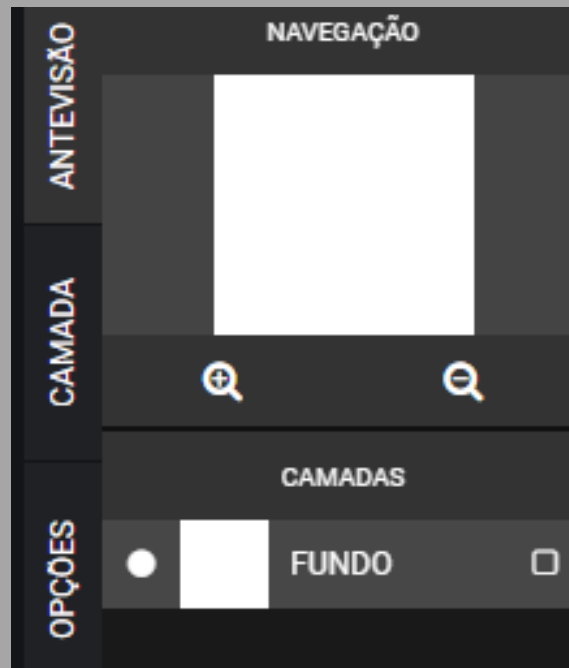 ANTEVISÃO
CAMADA
OPÇÕES
NAVEGAÇÃO
CAMADAS
FUNDO